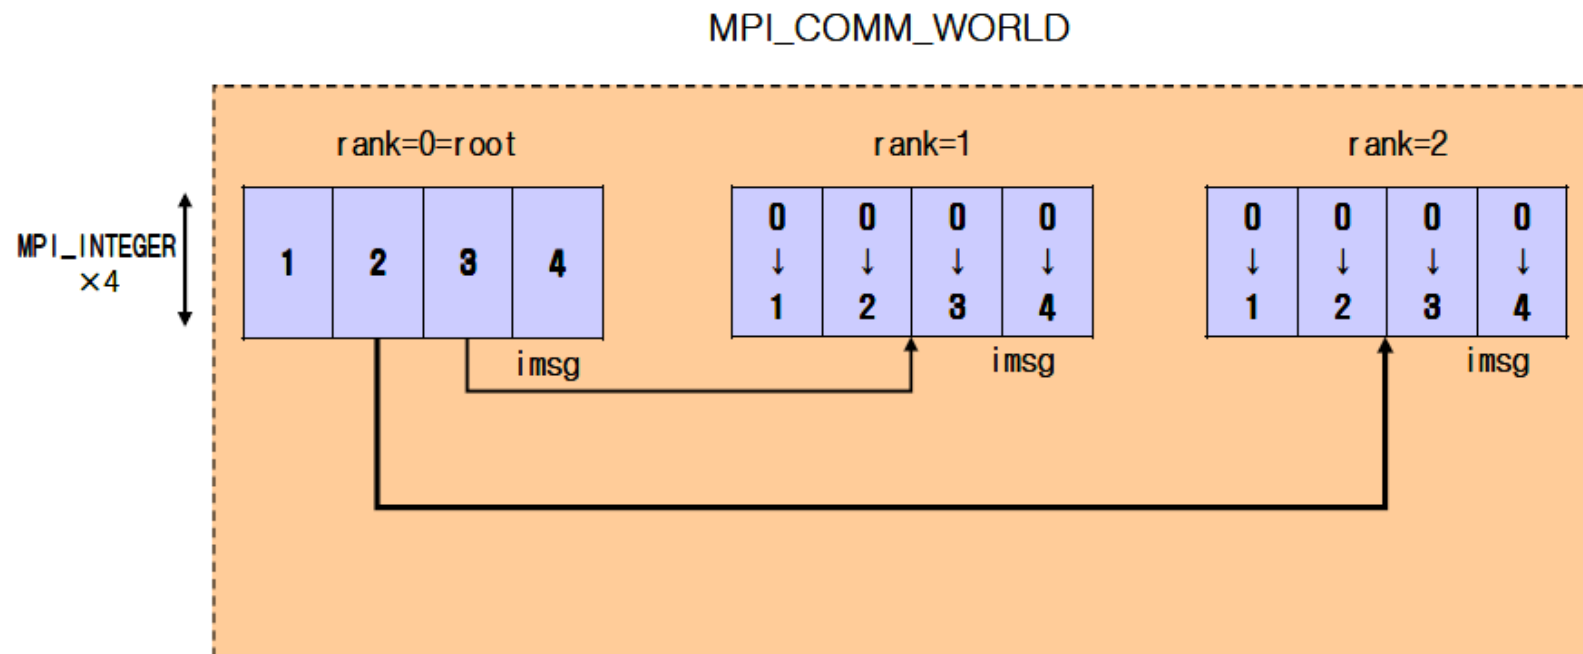 MPI_COMM_WORLD
rank=0=root
rank=1
rank=2
MPI_INTEGER
×4
1 2 3 4
0 0 0 0
↓ ↓ ↓ ↓
1 2 3 4
0 0 0 0
↓ ↓ ↓ ↓
1 2 3 4
imsg
imsg
imsg